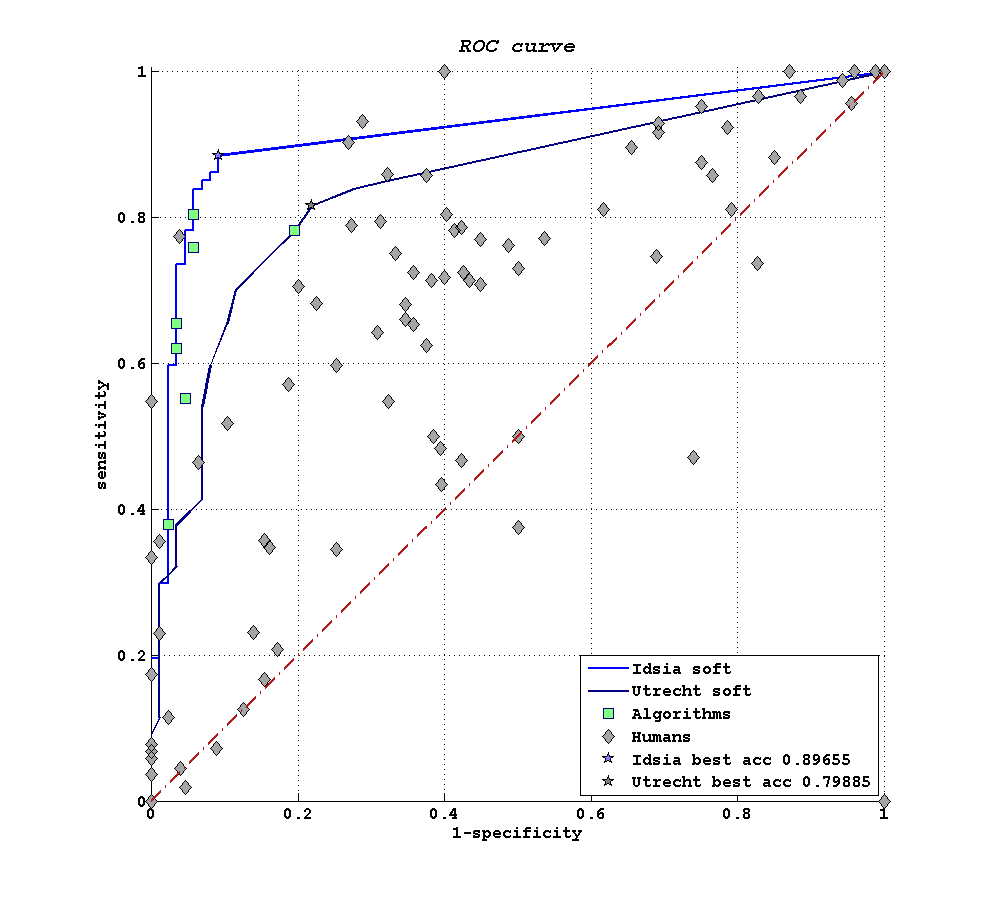 ROC curve
1
0.8
0.6
0.4
0.2
0
sensitivity
0
0.2
0.4
0.6
0.8
1
1-specificity
Idsia soft
Utrecht soft
Algorithms
Humans
Idsia best acc 0.89655
Utrecht best acc 0.79885